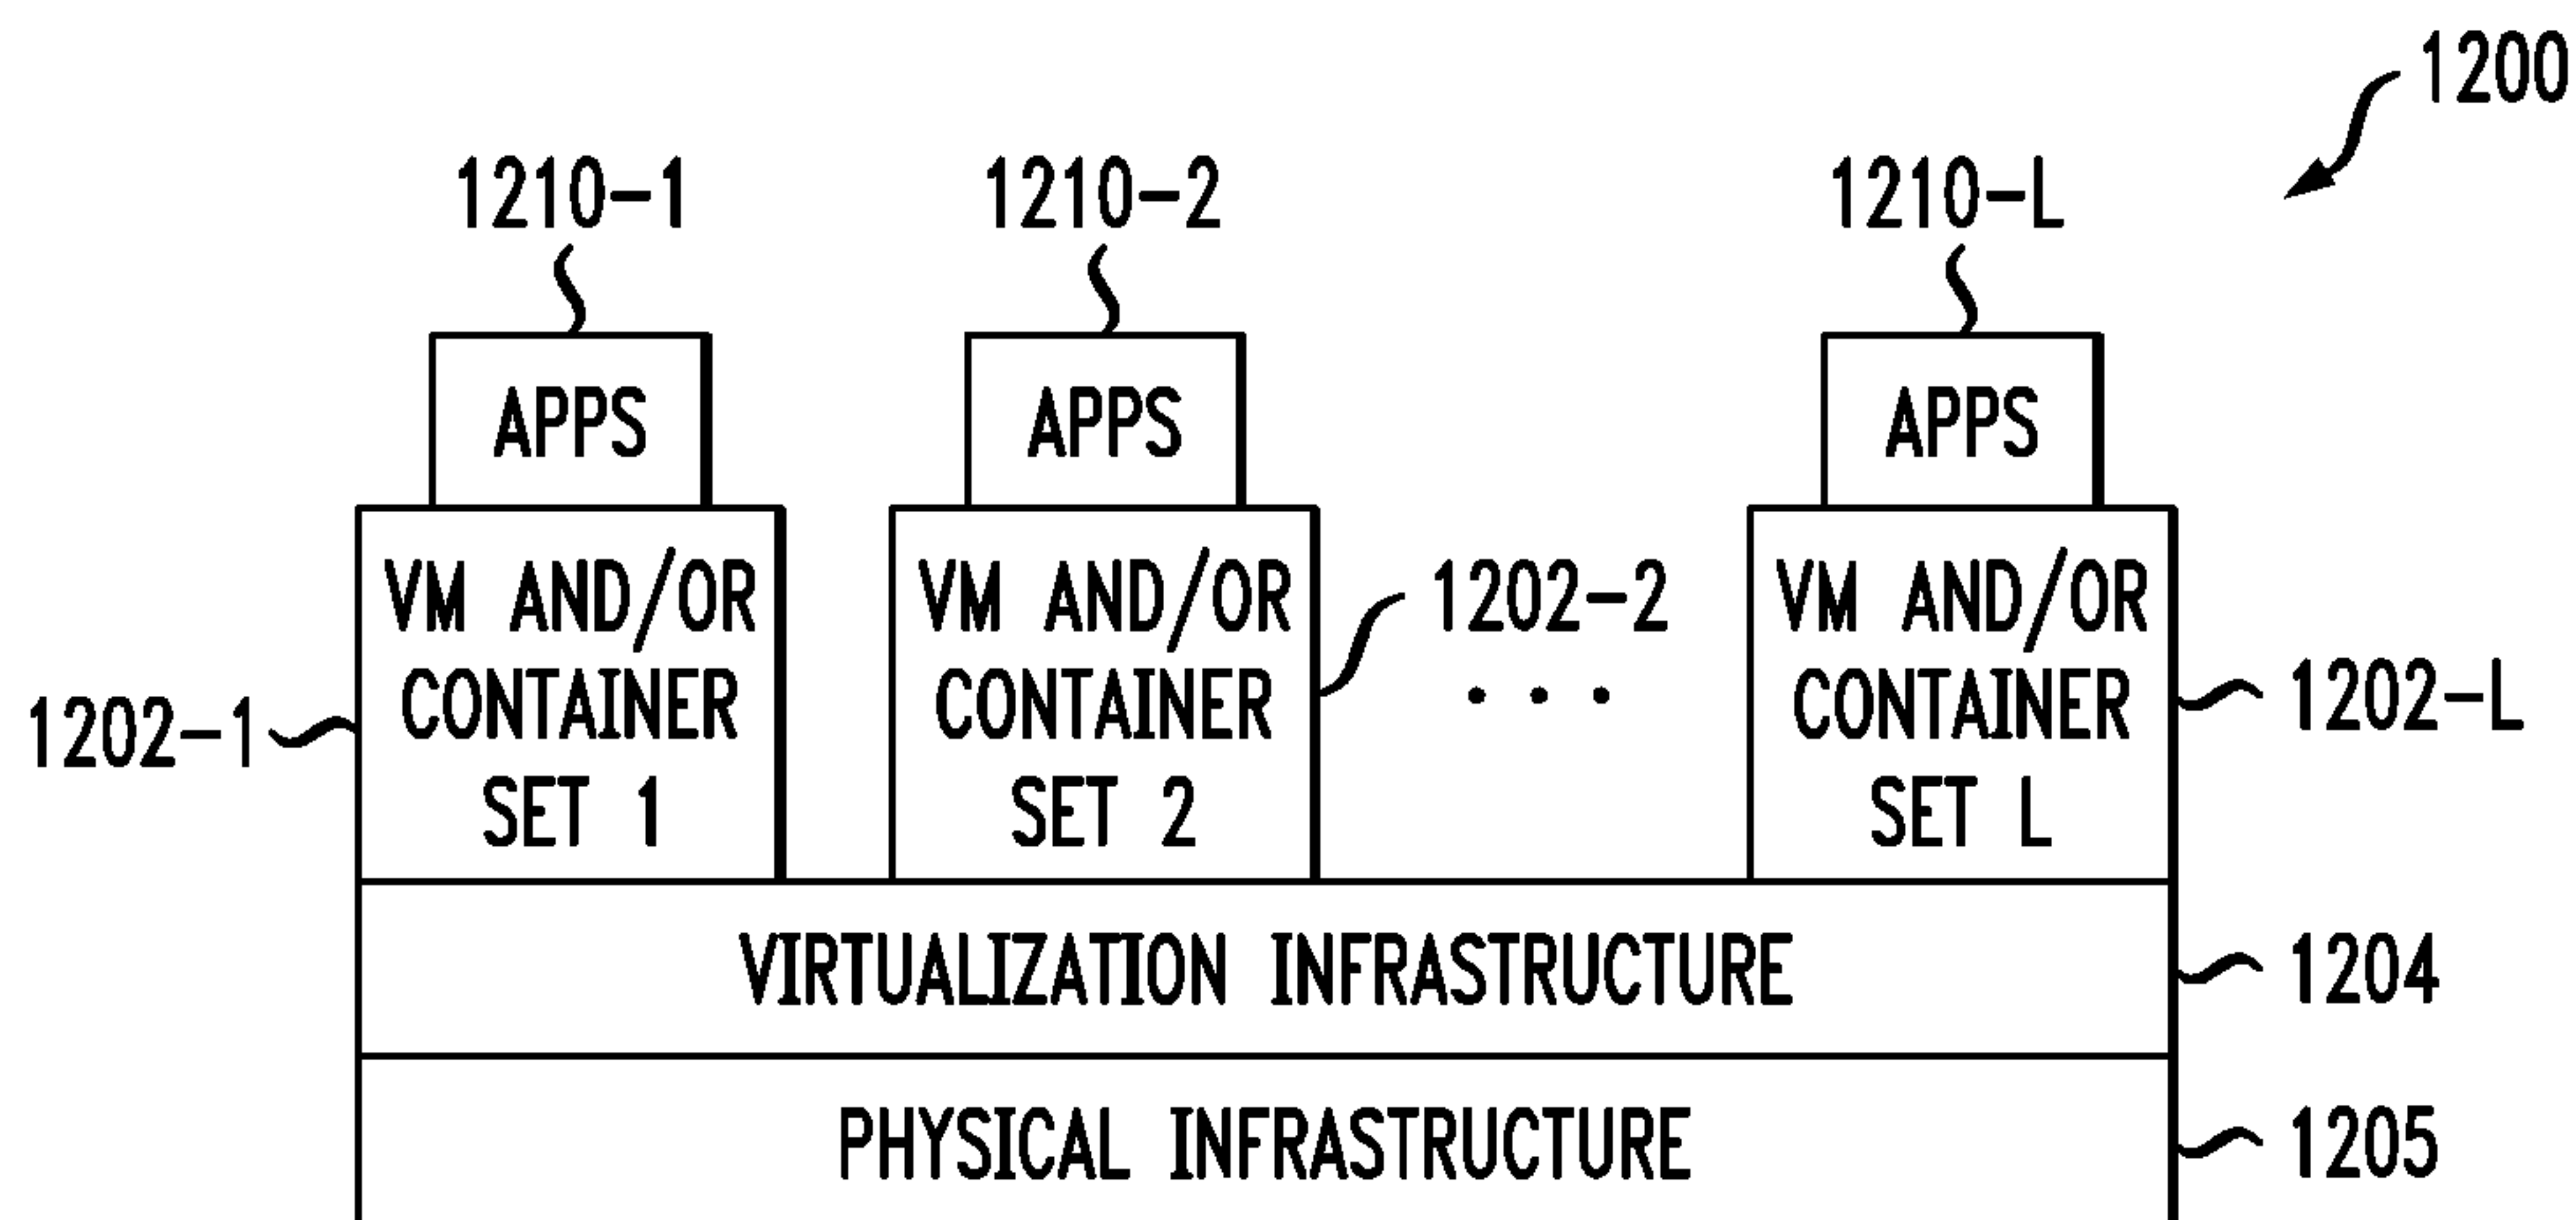 1200
1210-1
1210-2
1210-L
APPS
APPS
APPS
VM AND/OR
CONTAINER
SET 1
VM AND/OR
CONTAINER
SET 2
VM AND/OR
CONTAINER
SET L
1202-1
1202-2
. . .
1202-L
VIRTUALIZATION INFRASTRUCTURE
1204
PHYSICAL INFRASTRUCTURE
1205